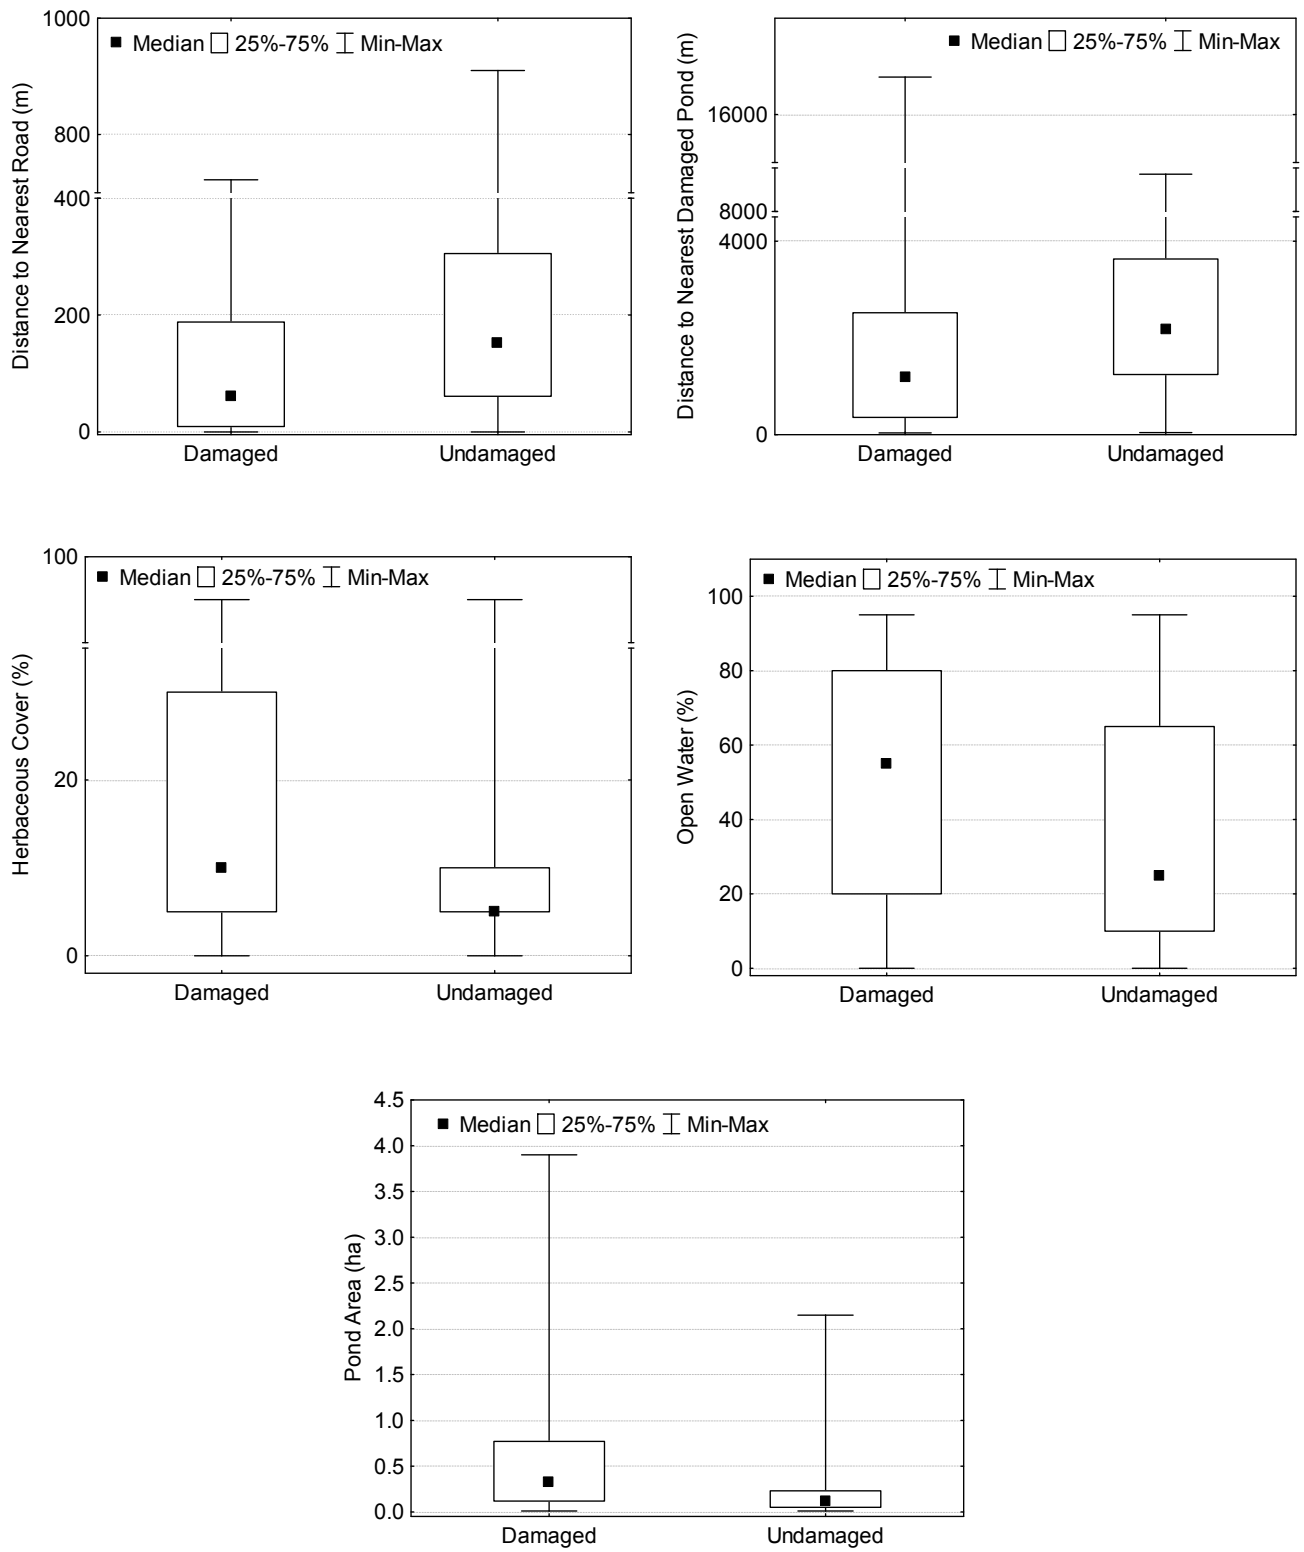 Distance to Nearest Road (m)
1000
800
400
200
0
Median 25%-75% Min-Max
Damaged Undamaged
Distance to Nearest Damaged Pond (m)
16000
8000
4000
0
Median 25%-75% Min-Max
Damaged Undamaged
Herbaceous Cover (%)
100
20
0
Median 25%-75% Min-Max
Damaged Undamaged
Open Water (%)
100
80
60
40
20
0
Median 25%-75% Min-Max
Damaged Undamaged
Pond Area (ha)
4.5
4.0
3.5
3.0
2.5
2.0
1.5
1.0
0.5
0.0
Median 25%-75% Min-Max
Damaged Undamaged